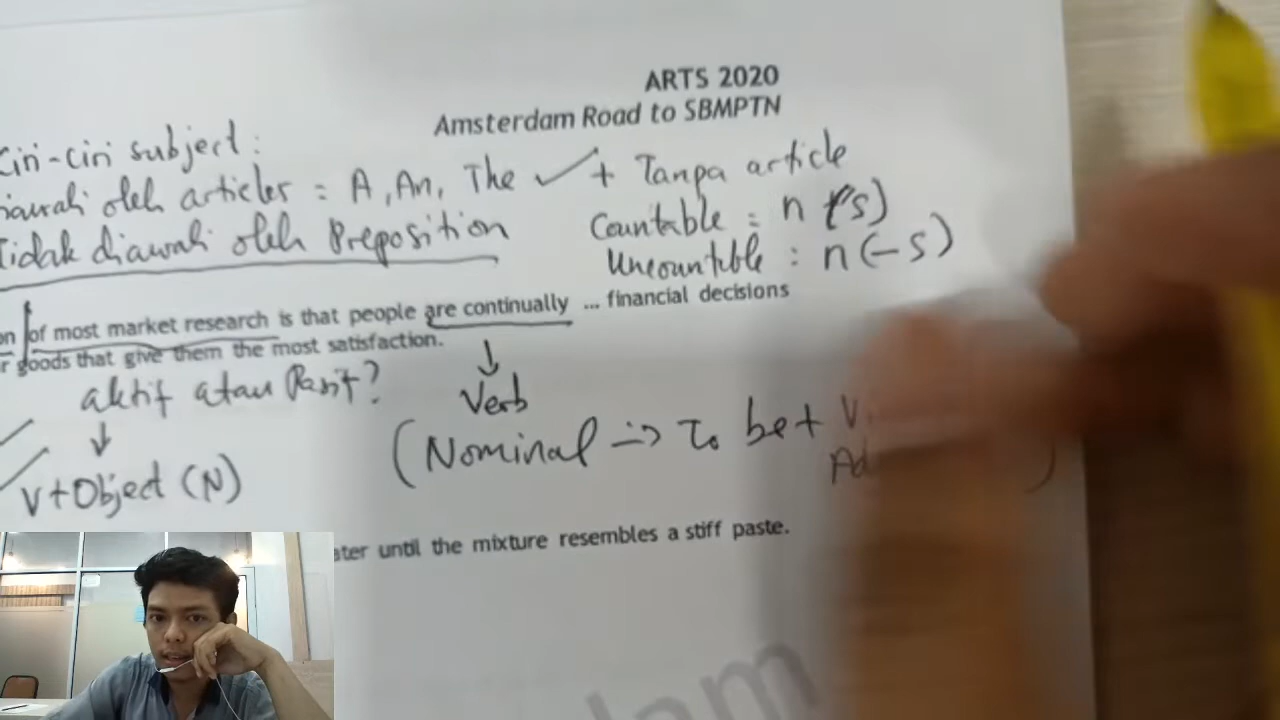 ARTS 2020
Amsterdam Road to SBMPTN
Ciri-ciri subject :
oleh articles = A, An, The ✓ + Tanpa article
Tidak diawali oleh Preposition
Countable : n (s)
Uncountable : n (-s)
of most market research is that people are continually ... financial decisions
goods that give them the most satisfaction.
aktif atau Pasif?
↓
Verb
(Nominal => To be +
✓
↓
✓
V + Object (N)
until the mixture resembles a stiff paste.